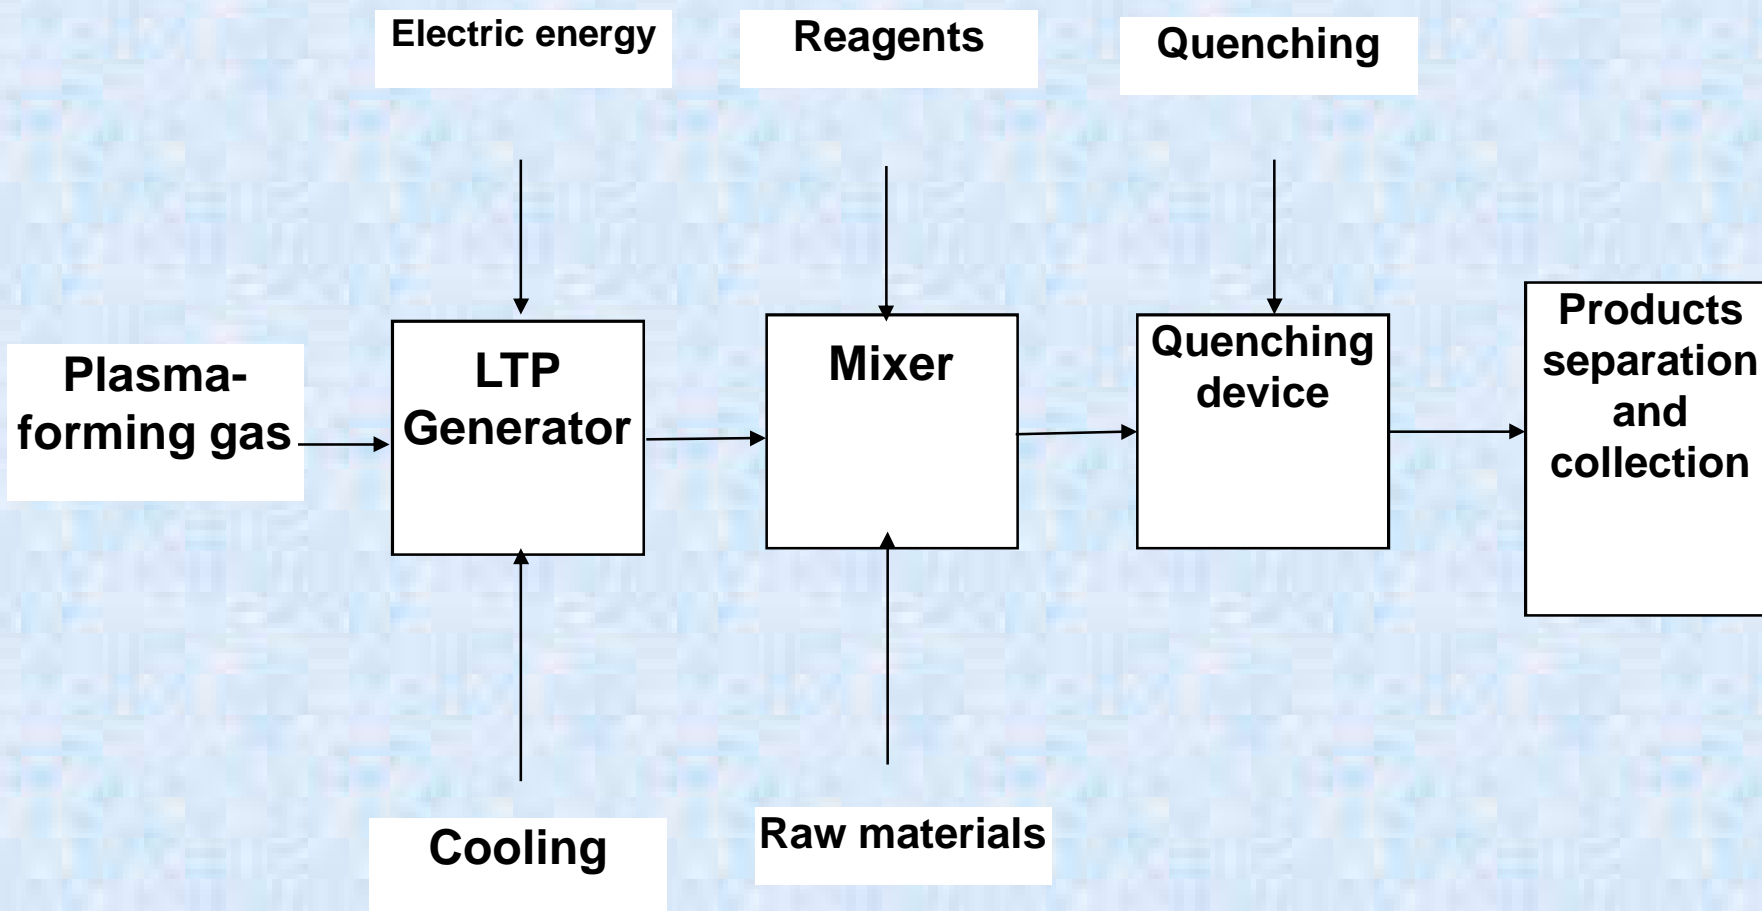 Electric energy
Reagents
Quenching
Plasma-
forming gas
LTP
Generator
Mixer
Quenching
device
Products
separation
and
collection
Cooling
Raw materials